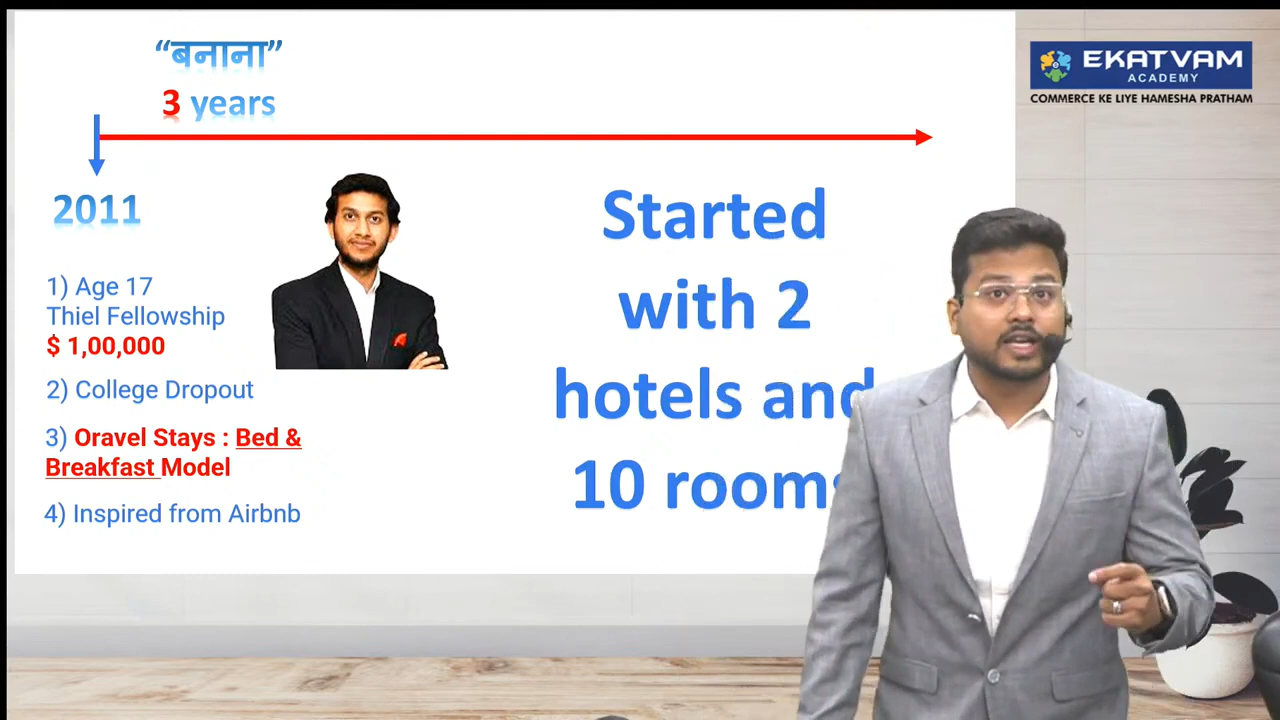 “बनाना”
3 years
2011
1) Age 17
Thiel Fellowship
$ 1,00,000
2) College Dropout
3) Oravel Stays : Bed &
Breakfast Model
4) Inspired from Airbnb
Started
with 2
hotels and
10 rooms
EKATVAM
ACADEMY
COMMERCE KE LIYE HAMESHA PRATHAM